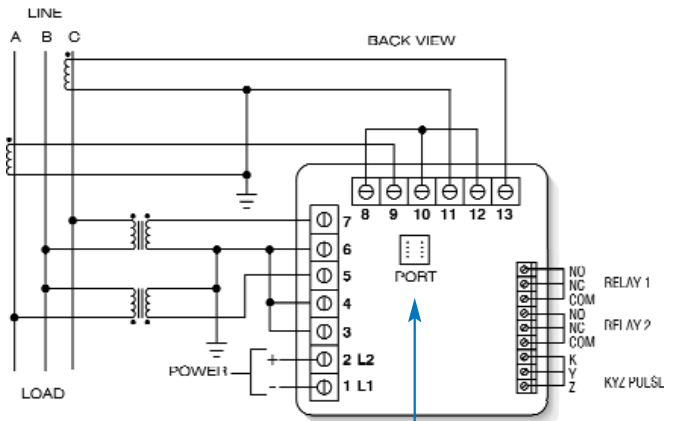 LINE
A B C
BACK VIEW
8 9 10 11 12 13
7
6
5
4
3
2 L2
1 L1
PORT
POWER
+
-
LOAD
NO
NC
COM
RELAY 1
NO
NC
COM
RELAY 2
K
Y
Z
KYZ PULSE